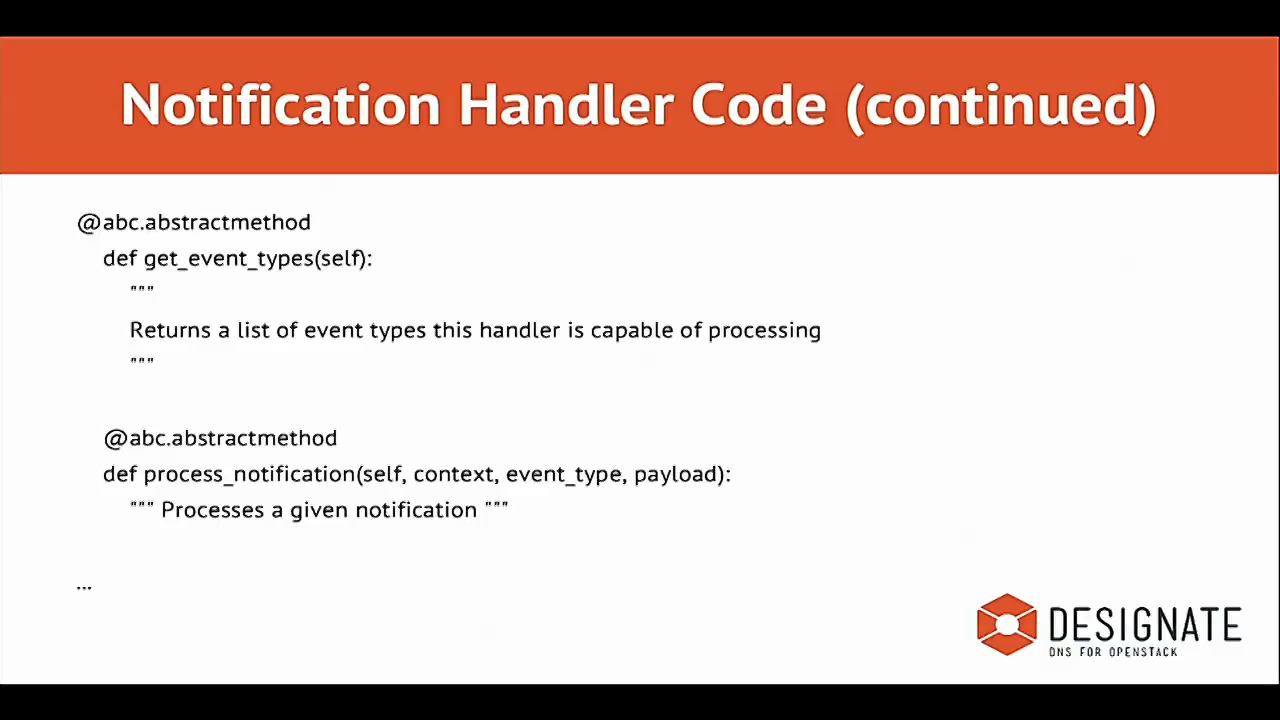 Notification Handler Code (continued)
@abc.abstractmethod
def get_event_types(self):
"""
Returns a list of event types this handler is capable of processing
"""
@abc.abstractmethod
def process_notification(self, context, event_type, payload):
""" Processes a given notification """
...
DESIGNATE
DNS FOR OPENSTACK